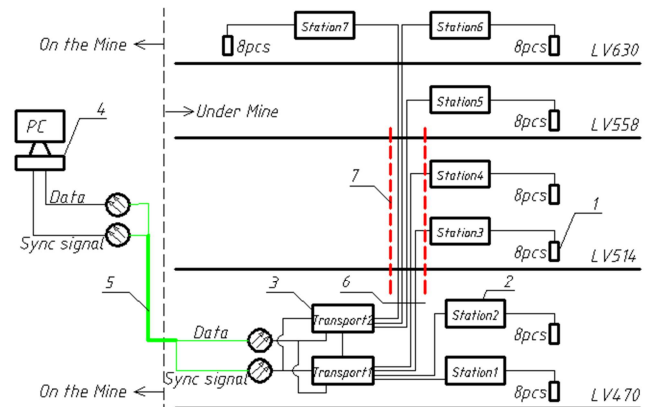 On the Mine
Station7
8pcs
Station6
8pcs
LV630
4
PC
Under Mine
Station5
8pcs
LV558
7
Station4
8pcs
1
Data
Sync signal
Station3
8pcs
LV514
5
3
6
2
Data
Transport2
Station2
8pcs
Sync signal
Transport1
Station1
8pcs
On the Mine
LV470